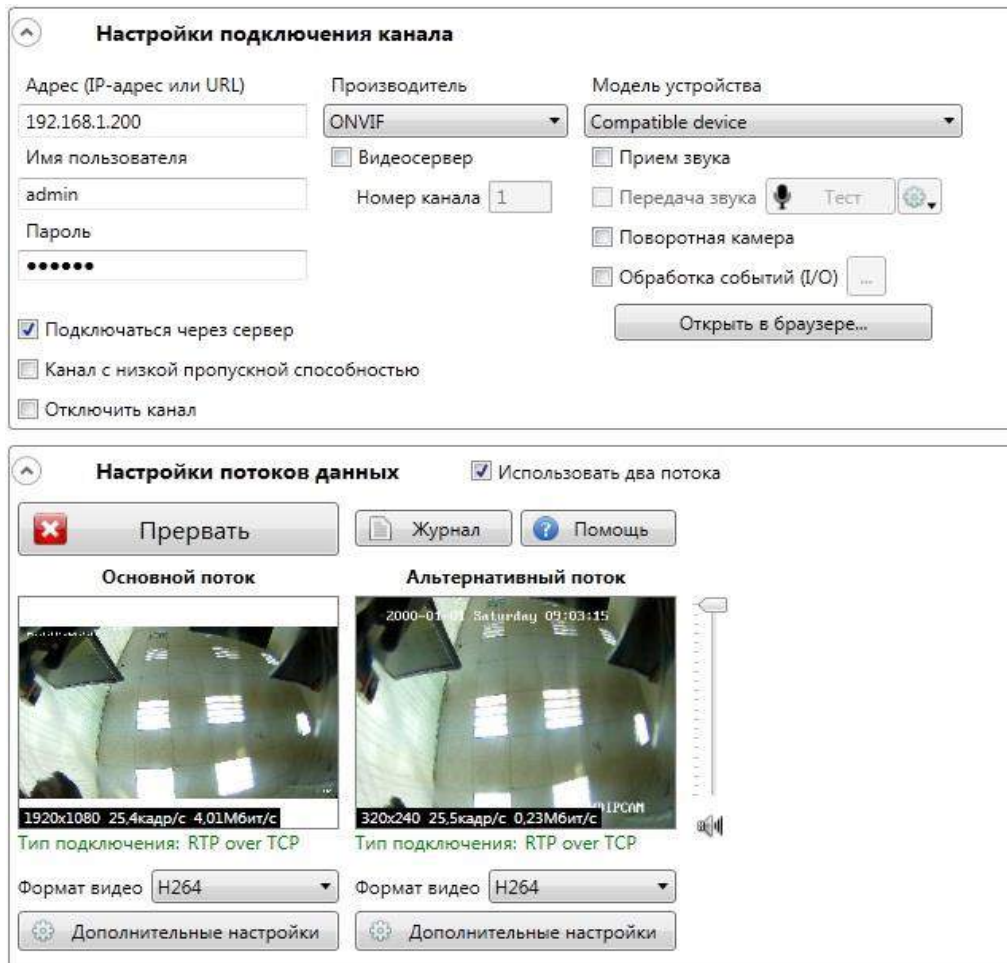 Настройки подключения канала
Адрес (IP-адрес или URL)
Производитель
Модель устройства
192.168.1.200
ONVIF
Compatible device
Имя пользователя
Видеосервер
Прием звука
admin
Номер канала 1
Передача звука
Тест
Пароль
Поворотная камера
••••••
Обработка событий (I/O)
...
Подключаться через сервер
Открыть в браузере...
Канал с низкой пропускной способностью
Отключить канал
Настройки потоков данных
Использовать два потока
Прервать
Журнал
Помощь
Основной поток
Альтернативный поток
2000-01-01 Saturday 09:03:15
IPCAM
1920x1080 25,4кадр/с 4,01Мбит/с
320x240 25,5кадр/с 0,23Мбит/с
Тип подключения: RTP over TCP
Тип подключения: RTP over TCP
Формат видео H264
Формат видео H264
Дополнительные настройки
Дополнительные настройки